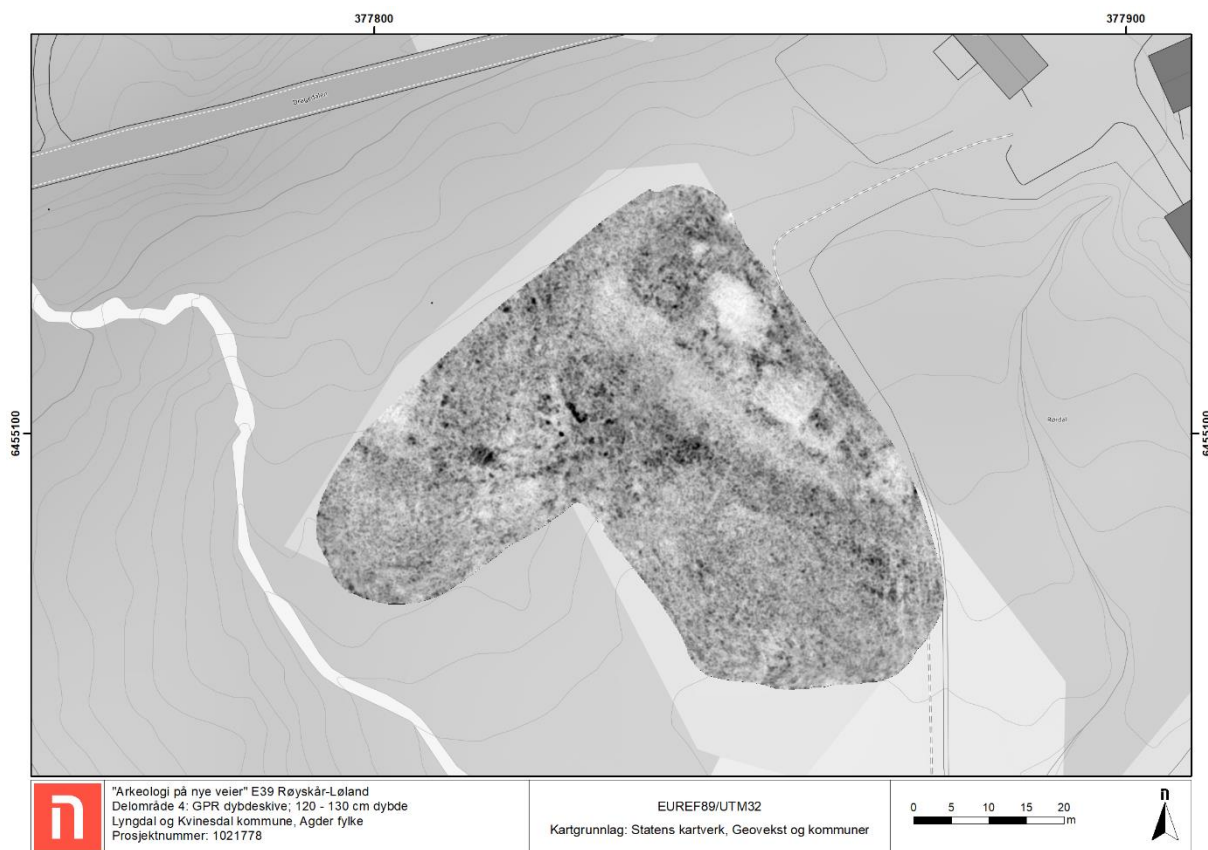 377800
377900
Drøgedalen
6455100
6455100
Rørdal
n
"Arkeologi på nye veier" E39 Røyskår-Løland
Delområde 4: GPR dybdeskive; 120 - 130 cm dybde
Lyngdal og Kvinesdal kommune, Agder fylke
Prosjektnummer: 1021778
EUREF89/UTM32
Kartgrunnlag: Statens kartverk, Geovekst og kommuner
0 5 10 15 20
m
n